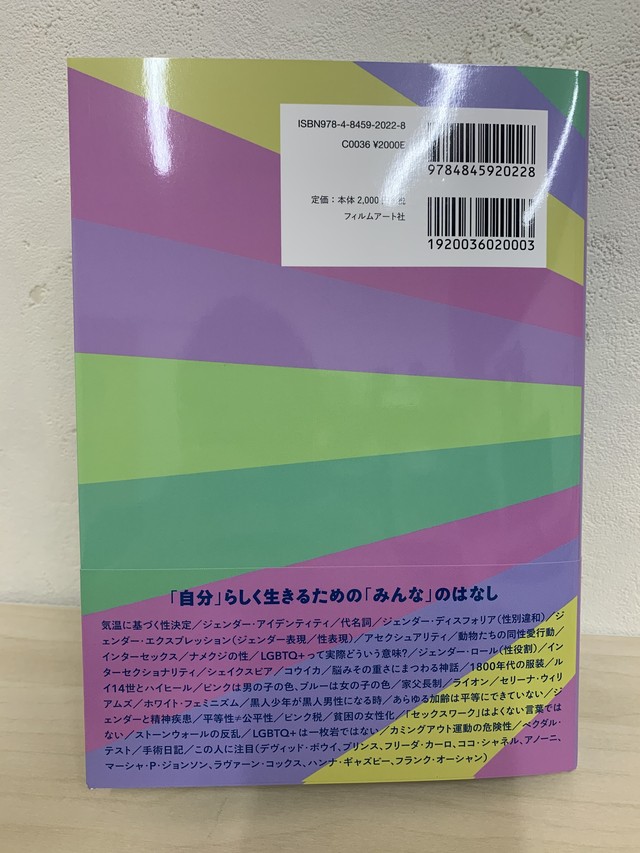 ISBN978-4-8459-2022-8
C0036 ¥2000E
9784845920228
定価：本体 2,000
フィルムアート社
1920036020003
「自分」らしく生きるための「みんな」のはなし
気温に基づく性決定／ジェンダー・アイデンティティ／代名詞／ジェンダー・ディスフォリア（性別違和）／ジ
ェンダー・エクスプレッション（ジェンダー表現／性表現）／アセクシュアリティ／動物たちの同性愛行動／
インターセックス／ナメクジの性／LGBTQ+って実際どういう意味？／ジェンダー・ロール（性役割）／イン
ターセクショナリティ／シェイクスピア／コウイカ／脳みその重さにまつわる神話／1800年代の服装／ル
イ14世とハイヒール／ピンクは男の子の色、ブルーは女の子の色／家父長制／ライオン／セリーナ・ウィリ
アムズ／ホワイト・フェミニズム／黒人少年が黒人男性になる時／あらゆる加齢は平等にできていない／ジ
ェンダーと精神疾患／平等性≠公平性／ピンク税／貧困の女性化／「セックスワーク」はよくない言葉では
ない／ストーンウォールの反乱／LGBTQ+は一枚岩ではない／カミングアウト運動の危険性／ベクダル・
テスト／手術日記／この人に注目（デヴィッド・ボウイ、プリンス、フリーダ・カーロ、ココ・シャネル、アノーニ、
マーシャ・P・ジョンソン、ラヴァーン・コックス、ハンナ・ギャズビー、フランク・オーシャン）